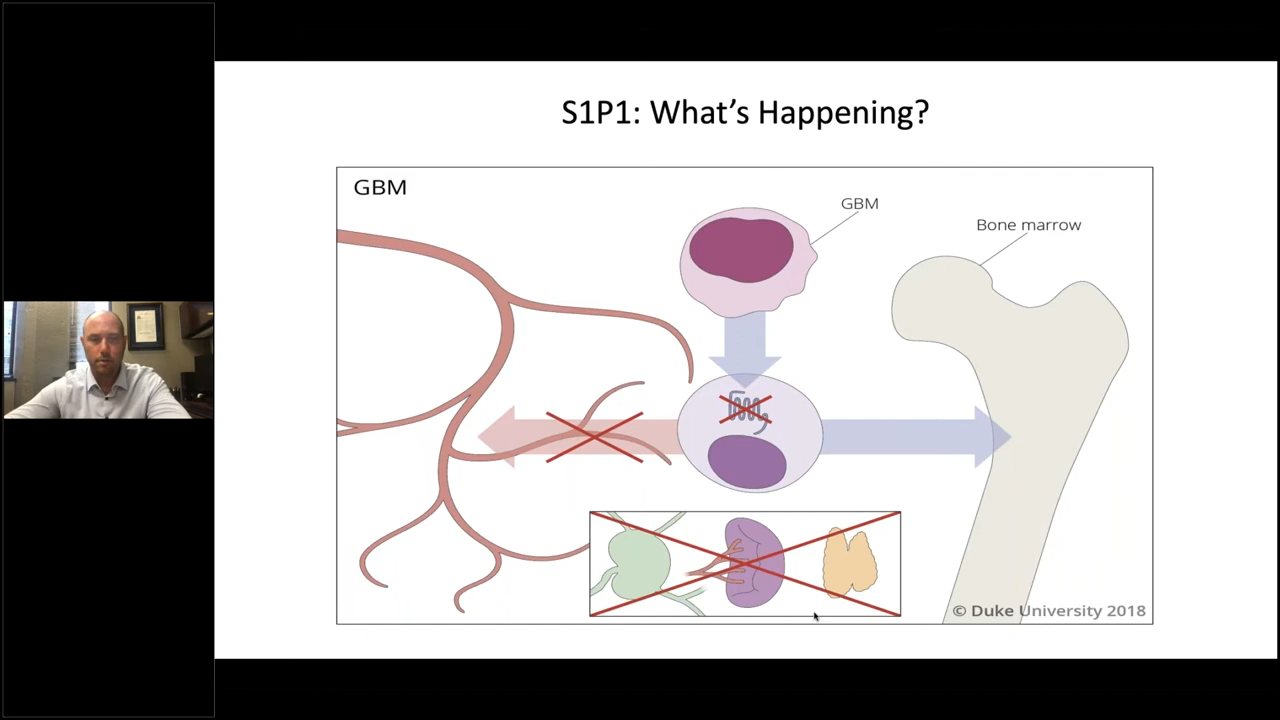 S1P1: What's Happening?
GBM
GBM
Bone marrow
© Duke University 2018